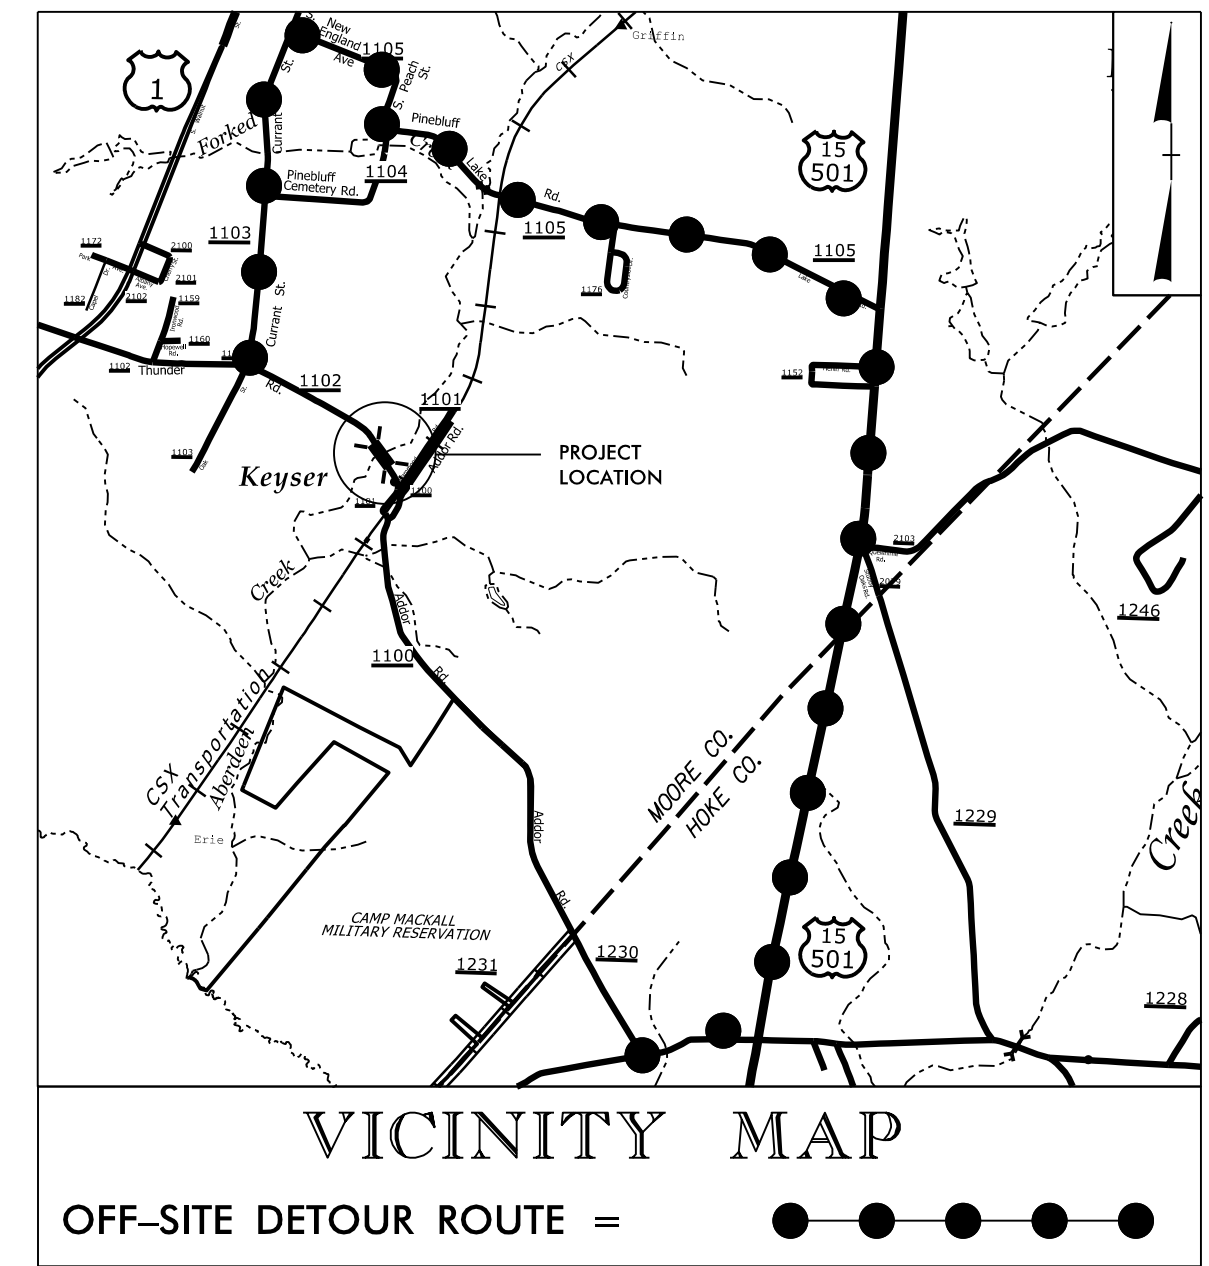 St.
New
England
Ave
1105
S. Peach
St.
Griffin
CSX
1
Forked
Currant
St.
Pinebluff
Lake
Rd.
Pinebluff
Cemetery Rd.
1104
15
501
1103
1105
1105
1172
2100
2101
2102
1182
1159
1160
1176
Currant
St.
1152
1102
Thunder
Rd.
1102
1101
Addor Rd.
PROJECT
LOCATION
1103
Keyser
1100
1181
2103
Creek
Addor
1246
1100
Rd.
CSX
Transportation
Aberdeen
MOORE CO.
HOKE CO.
Addor
1229
Creek
Erie
Rd.
CAMP MACKALL
MILITARY RESERVATION
1231
1230
15
501
1228
VICINITY MAP
OFF-SITE DETOUR ROUTE =